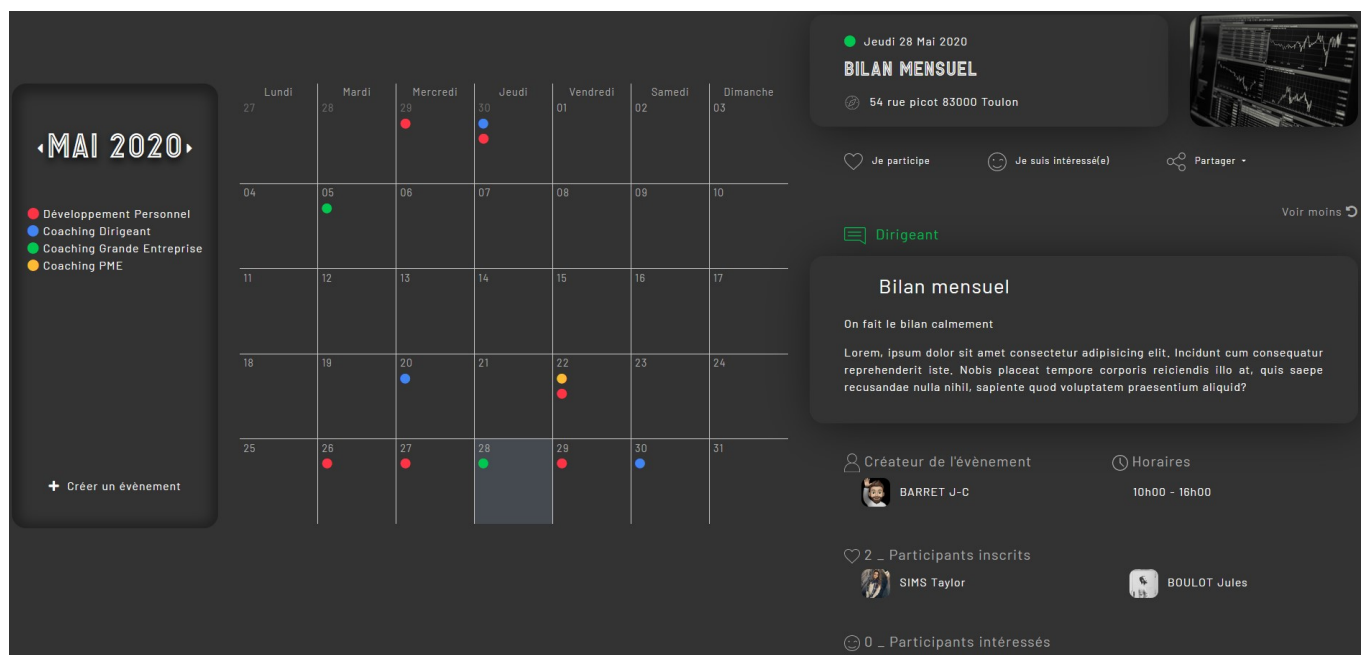 MAI 2020
Développement Personnel
Coaching Dirigeant
Coaching Grande Entreprise
Coaching PME
Créer un évènement
Lundi Mardi Mercredi Jeudi Vendredi Samedi Dimanche
27 28 29 30 01 02 03
04 05 06 07 08 09 10
11 12 13 14 15 16 17
18 19 20 21 22 23 24
25 26 27 28 29 30 31
Jeudi 28 Mai 2020
BILAN MENSUEL
54 rue picot 83000 Toulon
Je participe Je suis intéressé(e) Partager
Voir moins
Dirigeant
Bilan mensuel
On fait le bilan calmement
Lorem, ipsum dolor sit amet consectetur adipisicing elit. Incidunt cum consequatur
reprehenderit iste. Nobis placeat tempore corporis reiciendis illo at, quis saepe
recusandae nulla nihil, sapiente quod voluptatem praesentium aliquid?
Créateur de l'évènement Horaires
BARRET J-C 10h00 - 16h00
2 _ Participants inscrits
SIMS Taylor BOULOT Jules
0 _ Participants intéressés